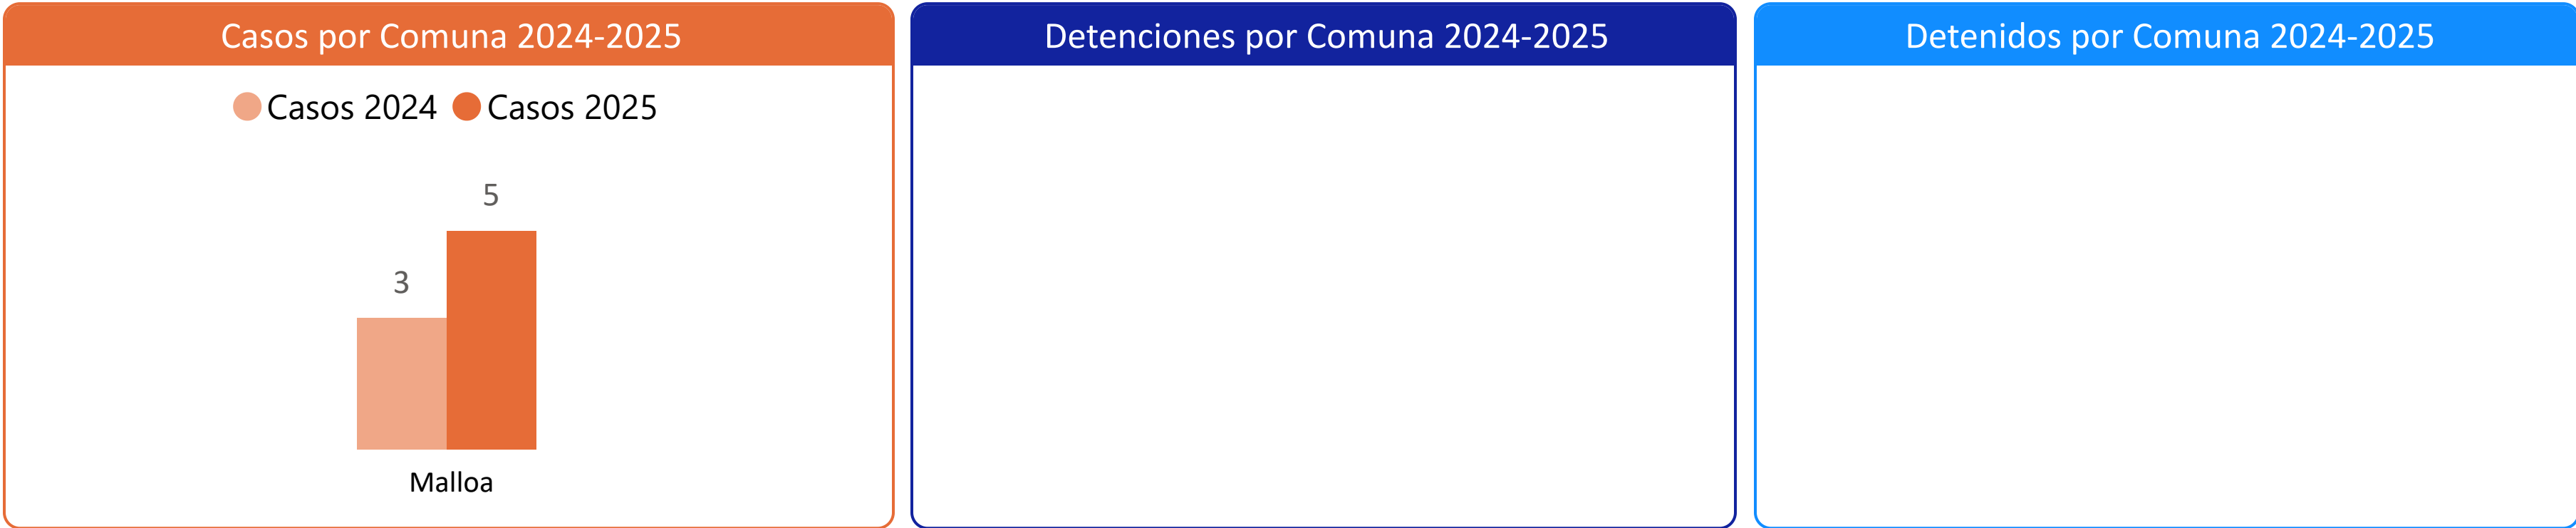 Casos por Comuna 2024-2025
Casos 2024 Casos 2025
5
3
Malloa
Detenciones por Comuna 2024-2025
Detenidos por Comuna 2024-2025